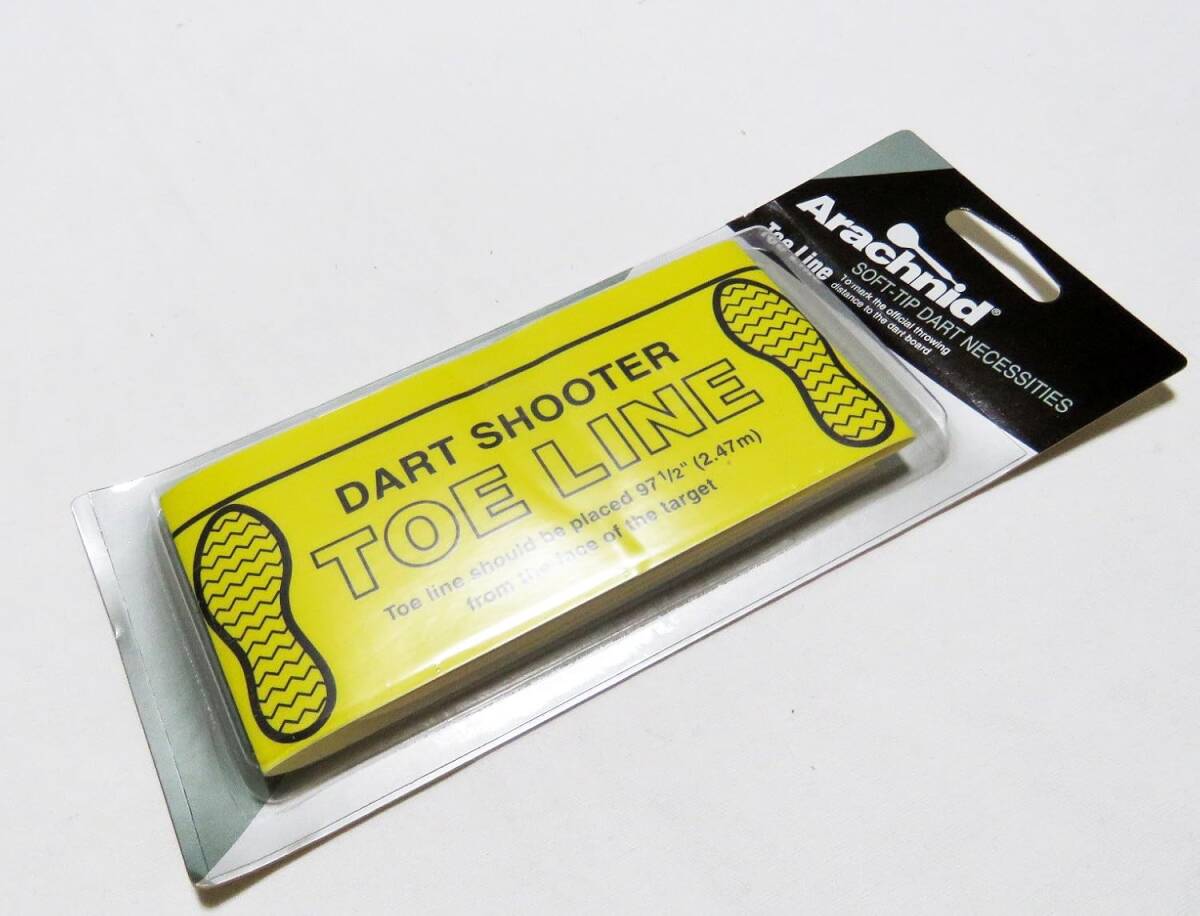 Arachnid®
SOFT-TIP DART NECESSITIES
Toe Line
To mark the official throwing
distance to the dart board
DART SHOOTER
TOE LINE
Toe line should be placed 97 1/2" (2.47m)
from the face of the target